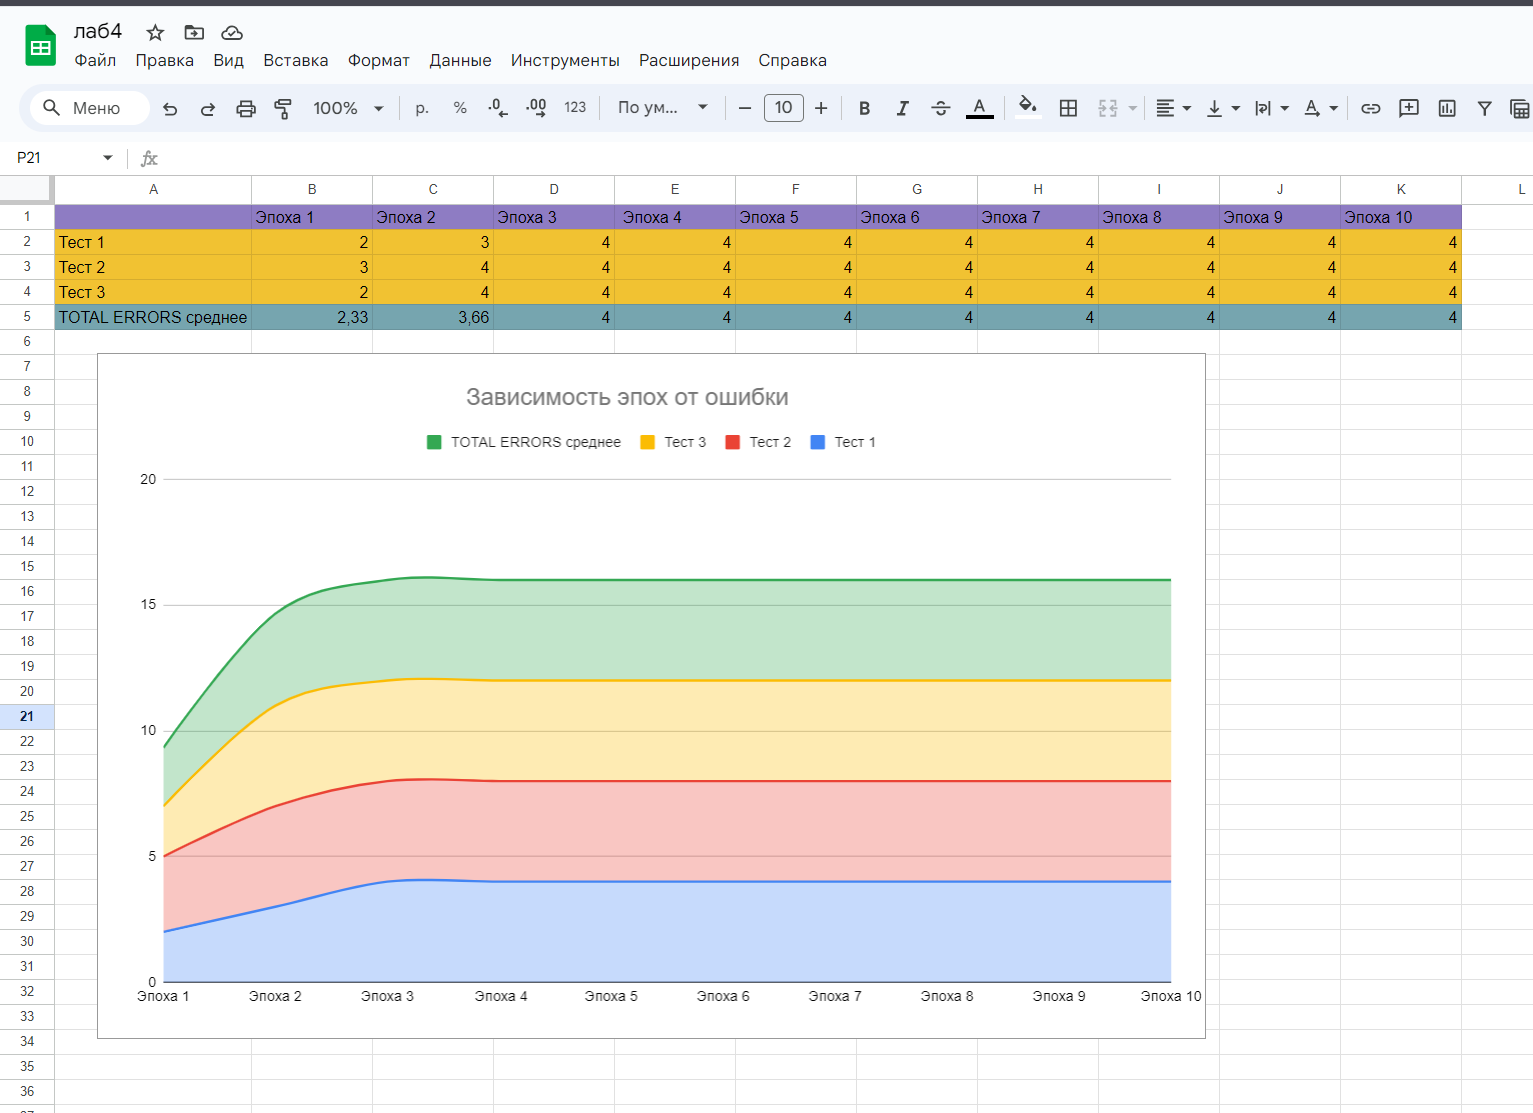 лаб4
Файл Правка Вид Вставка Формат Данные Инструменты Расширения Справка
Меню 100% р. % .0 .00 123 По ум... 10 B I A A
P21 fx
A B C D E F G H I J K L
1 Эпоха 1 Эпоха 2 Эпоха 3 Эпоха 4 Эпоха 5 Эпоха 6 Эпоха 7 Эпоха 8 Эпоха 9 Эпоха 10
2 Тест 1 2 3 4 4 4 4 4 4 4 4
3 Тест 2 3 4 4 4 4 4 4 4 4 4
4 Тест 3 2 4 4 4 4 4 4 4 4 4
5 TOTAL ERRORS среднее 2,33 3,66 4 4 4 4 4 4 4 4
6
7
8
9
10
11
12
13
14
15
16
17
18
19
20
21
22
23
24
25
26
27
28
29
30
31
32
33
34
35
36
Зависимость эпох от ошибки
TOTAL ERRORS среднее Тест 3 Тест 2 Тест 1
20
15
10
5
0
Эпоха 1 Эпоха 2 Эпоха 3 Эпоха 4 Эпоха 5 Эпоха 6 Эпоха 7 Эпоха 8 Эпоха 9 Эпоха 10